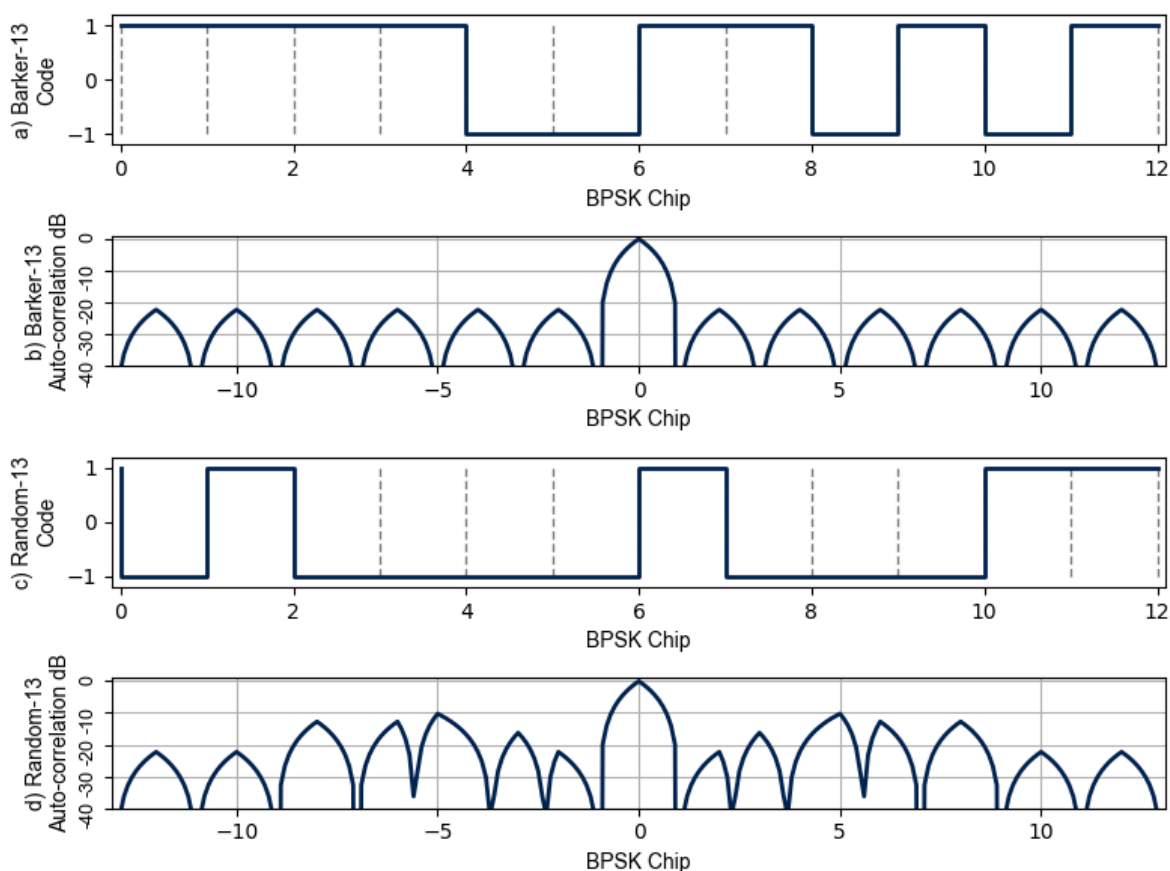 a) Barker-13
Code
1
0
−1
0 2 4 6 8 10 12
BPSK Chip
b) Barker-13
Auto-correlation dB
0
-10
-20
-30
-40
−10 −5 0 5 10
BPSK Chip
c) Random-13
Code
1
0
−1
0 2 4 6 8 10 12
BPSK Chip
d) Random-13
Auto-correlation dB
0
-10
-20
-30
-40
−10 −5 0 5 10
BPSK Chip